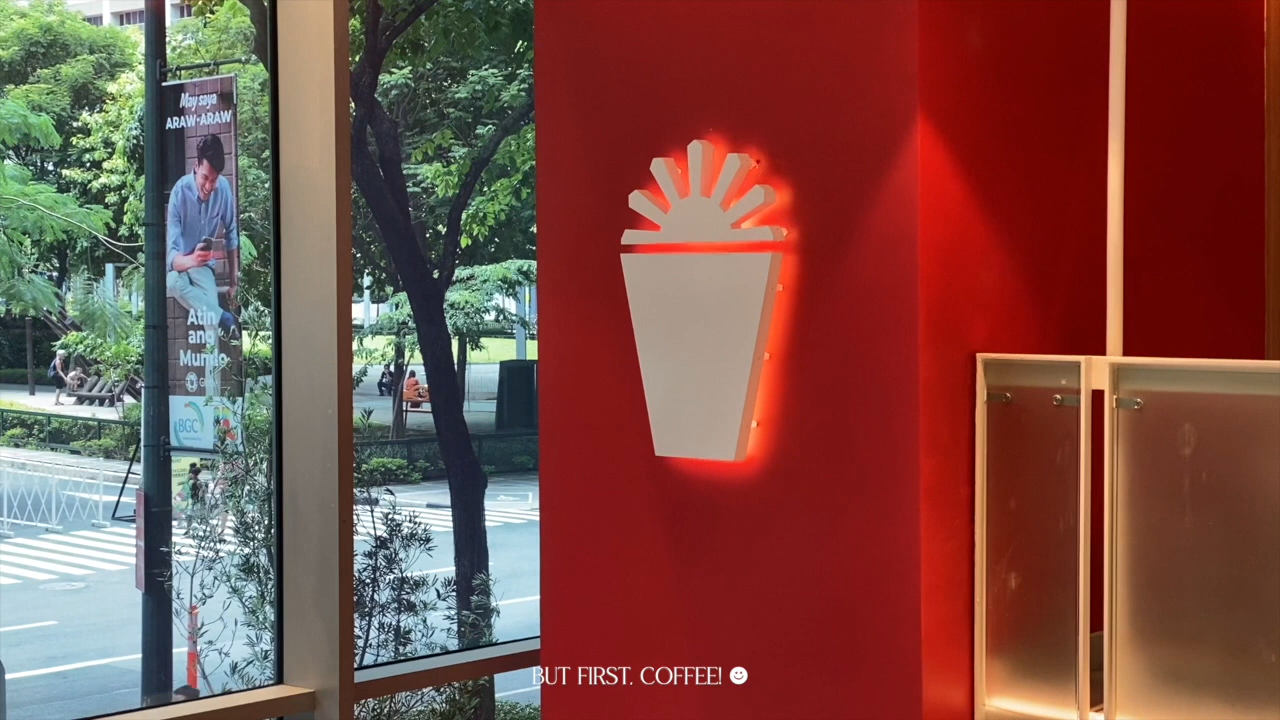 May saya
ARAW-ARAW
Atin
ang
Mundo
BGC
BUT FIRST, COFFEE!